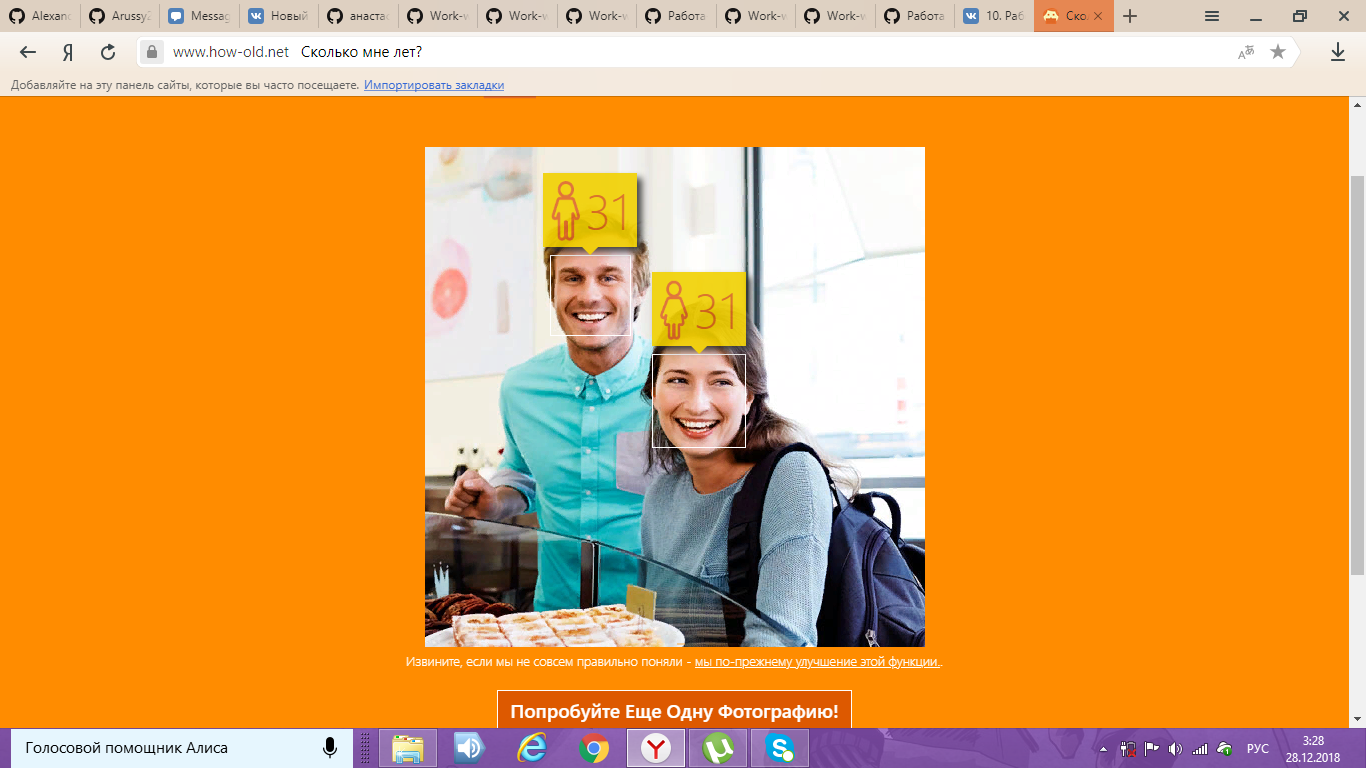 Alexand
ArussyZ
Messag
Новый
анастас
Work-w
Work-w
Work-w
Работа
Work-w
Work-w
Работа
10. Раб
Ско.
www.how-old.net Сколько мне лет?
Добавляйте на эту панель сайты, которые вы часто посещаете. Импортировать закладки
31
31
Извините, если мы не совсем правильно поняли - мы по-прежнему улучшение этой функции..
Попробуйте Еще Одну Фотографию!
Голосовой помощник Алиса
РУС
3:28
28.12.2018